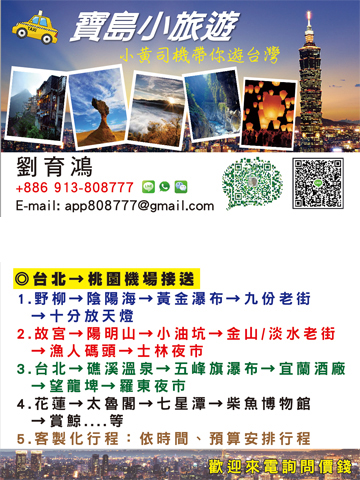 TAXI
寶島小旅遊
小黃司機帶你遊台灣
劉育鴻
+886 913-808777
E-mail: app808777@gmail.com
◎台北→桃園機場接送
1.野柳→陰陽海→黃金瀑布→九份老街
→十分放天燈
2.故宮→陽明山→小油坑→金山/淡水老街
→漁人碼頭→士林夜市
3.台北→礁溪溫泉→五峰旗瀑布→宜蘭酒廠
→望龍埤→羅東夜市
4.花蓮→太魯閣→七星潭→柴魚博物館
→賞鯨....等
5.客製化行程：依時間、預算安排行程
歡迎來電詢問價錢